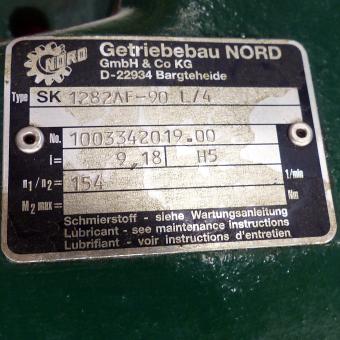 NORD
Getriebebau NORD
GmbH & Co KG
D-22934 Bargteheide
Type SK 1282AF-90 L/4
No. 1003342019.00
i= 9,18 H5
n1/n2= 154 1/min
M2 max= Nm
Schmierstoff - siehe Wartungsanleitung
Lubricant - see maintenance instructions
Lubrifiant - voir instructions d'entretien